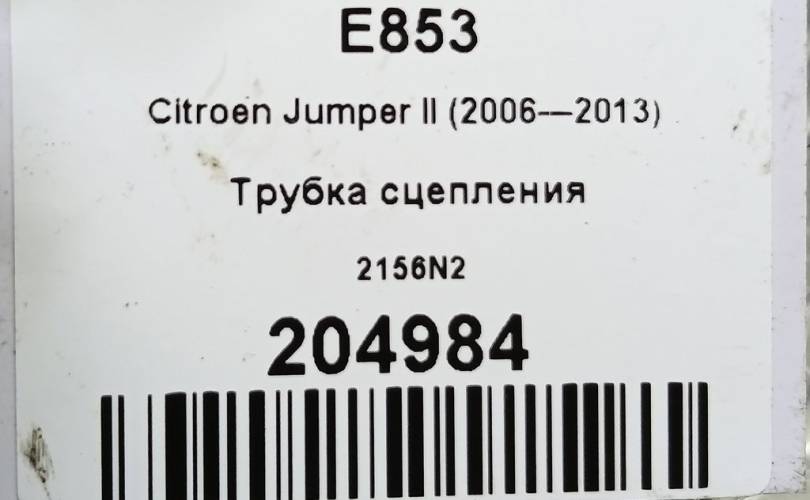 E853
Citroen Jumper II (2006—2013)
Трубка сцепления
2156N2
204984